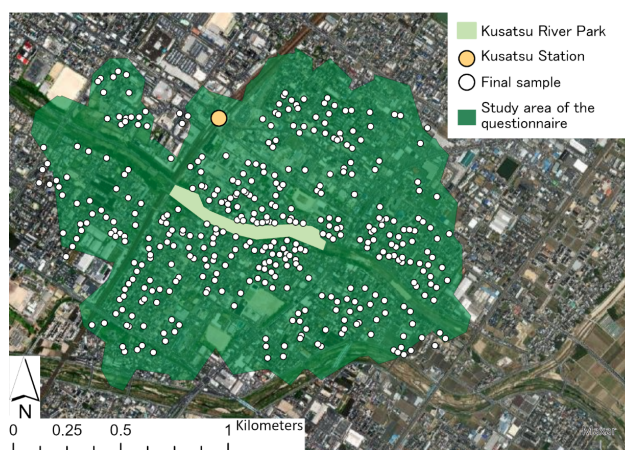 Kusatsu River Park
Kusatsu Station
Final sample
Study area of the
questionnaire
N
0 0.25 0.5 1 Kilometers